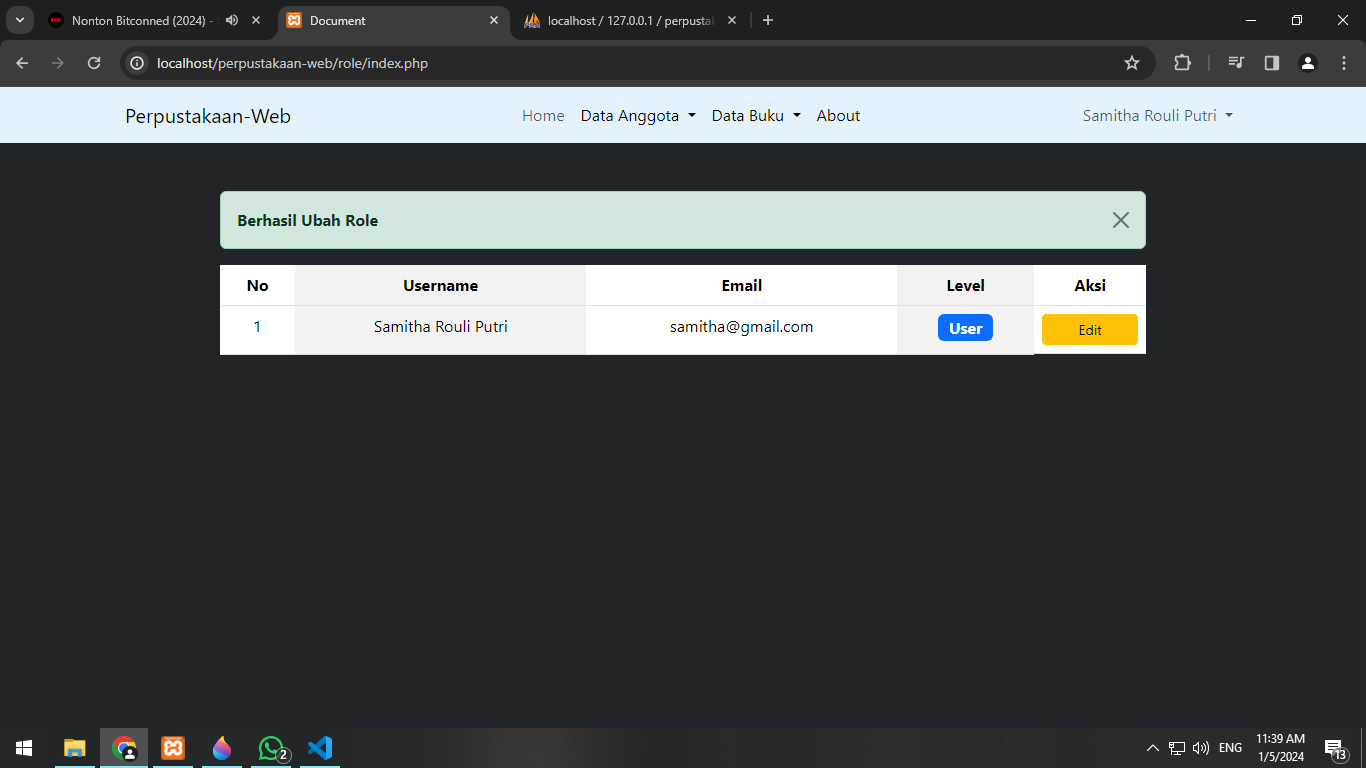 Nonton Bitconned (2024) -
Document
localhost / 127.0.0.1 / perpusta
localhost/perpustakaan-web/role/index.php
Perpustakaan-Web Home Data Anggota Data Buku About Samitha Rouli Putri
Berhasil Ubah Role
No Username Email Level Aksi
1 Samitha Rouli Putri samitha@gmail.com User Edit
2
ENG
11:39 AM
1/5/2024
13